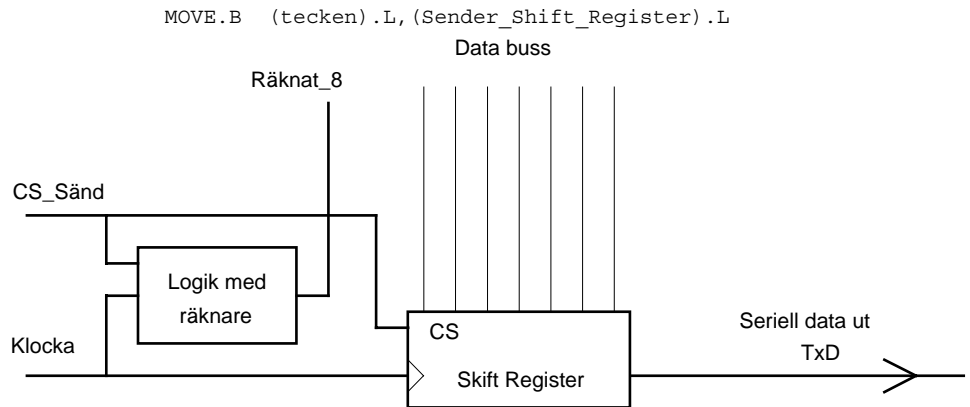 MOVE.B (tecken).L,(Sender_Shift_Register).L
Data buss
Räknat_8
CS_Sänd
Logik med
räknare
CS
Klocka
Skift Register
Seriell data ut
TxD